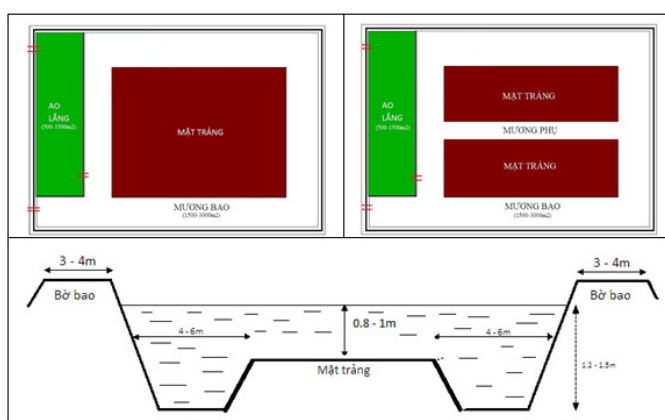 AO
LẮNG
(500-1500m2)
MẶT TRẢNG
MƯƠNG BAO
(1500-3000m2)
AO
LẮNG
(500-1500m2)
MẶT TRẢNG
MƯƠNG PHỤ
MẶT TRẢNG
MƯƠNG BAO
(1500-3000m2)
3 - 4m
3 - 4m
Bờ bao
Bờ bao
0.8 - 1m
4 - 6m
4 - 6m
Mặt trảng
1.2 - 1.5m